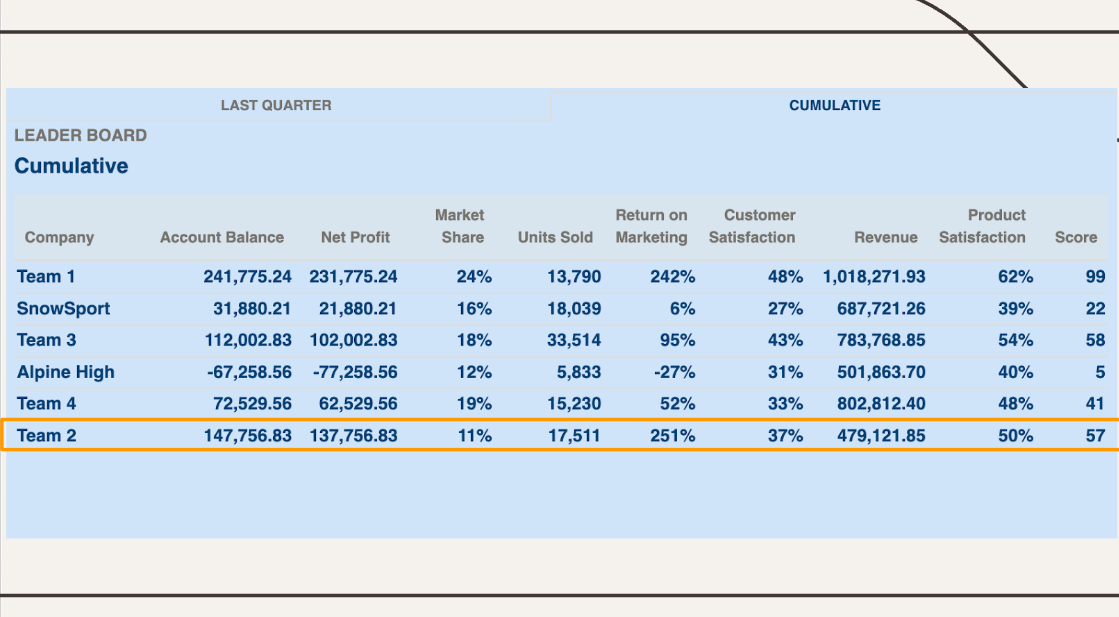 LAST QUARTER CUMULATIVE
LEADER BOARD
Cumulative
Company Account Balance Net Profit Market Share Units Sold Return on Marketing Customer Satisfaction Revenue Product Satisfaction Score
Team 1 241,775.24 231,775.24 24% 13,790 242% 48% 1,018,271.93 62% 99
SnowSport 31,880.21 21,880.21 16% 18,039 6% 27% 687,721.26 39% 22
Team 3 112,002.83 102,002.83 18% 33,514 95% 43% 783,768.85 54% 58
Alpine High -67,258.56 -77,258.56 12% 5,833 -27% 31% 501,863.70 40% 5
Team 4 72,529.56 62,529.56 19% 15,230 52% 33% 802,812.40 48% 41
Team 2 147,756.83 137,756.83 11% 17,511 251% 37% 479,121.85 50% 57